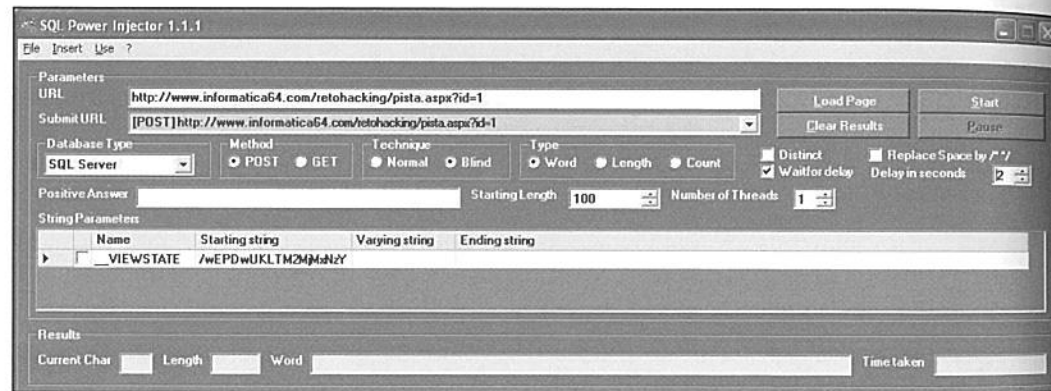 SQL Power Injector 1.1.1
File Insert Use ?
Parameters
URL http://www.informatica64.com/retohacking/pista.aspx?id=1 Load Page Start
Submit URL [POST] http://www.informatica64.com/retohacking/pista.aspx?id=1 Clear Results Pause
Database Type Method Technique Type Distinct Replace Space by /* */
SQL Server POST GET Normal Blind Word Length Count Waitfor delay Delay in seconds 2
Positive Answer Starting Length 100 Number of Threads 1
String Parameters
Name Starting string Varying string Ending string
__VIEWSTATE /wEPDwUKLTM2MjMxNzY
Results
Current Char Length Word Time taken